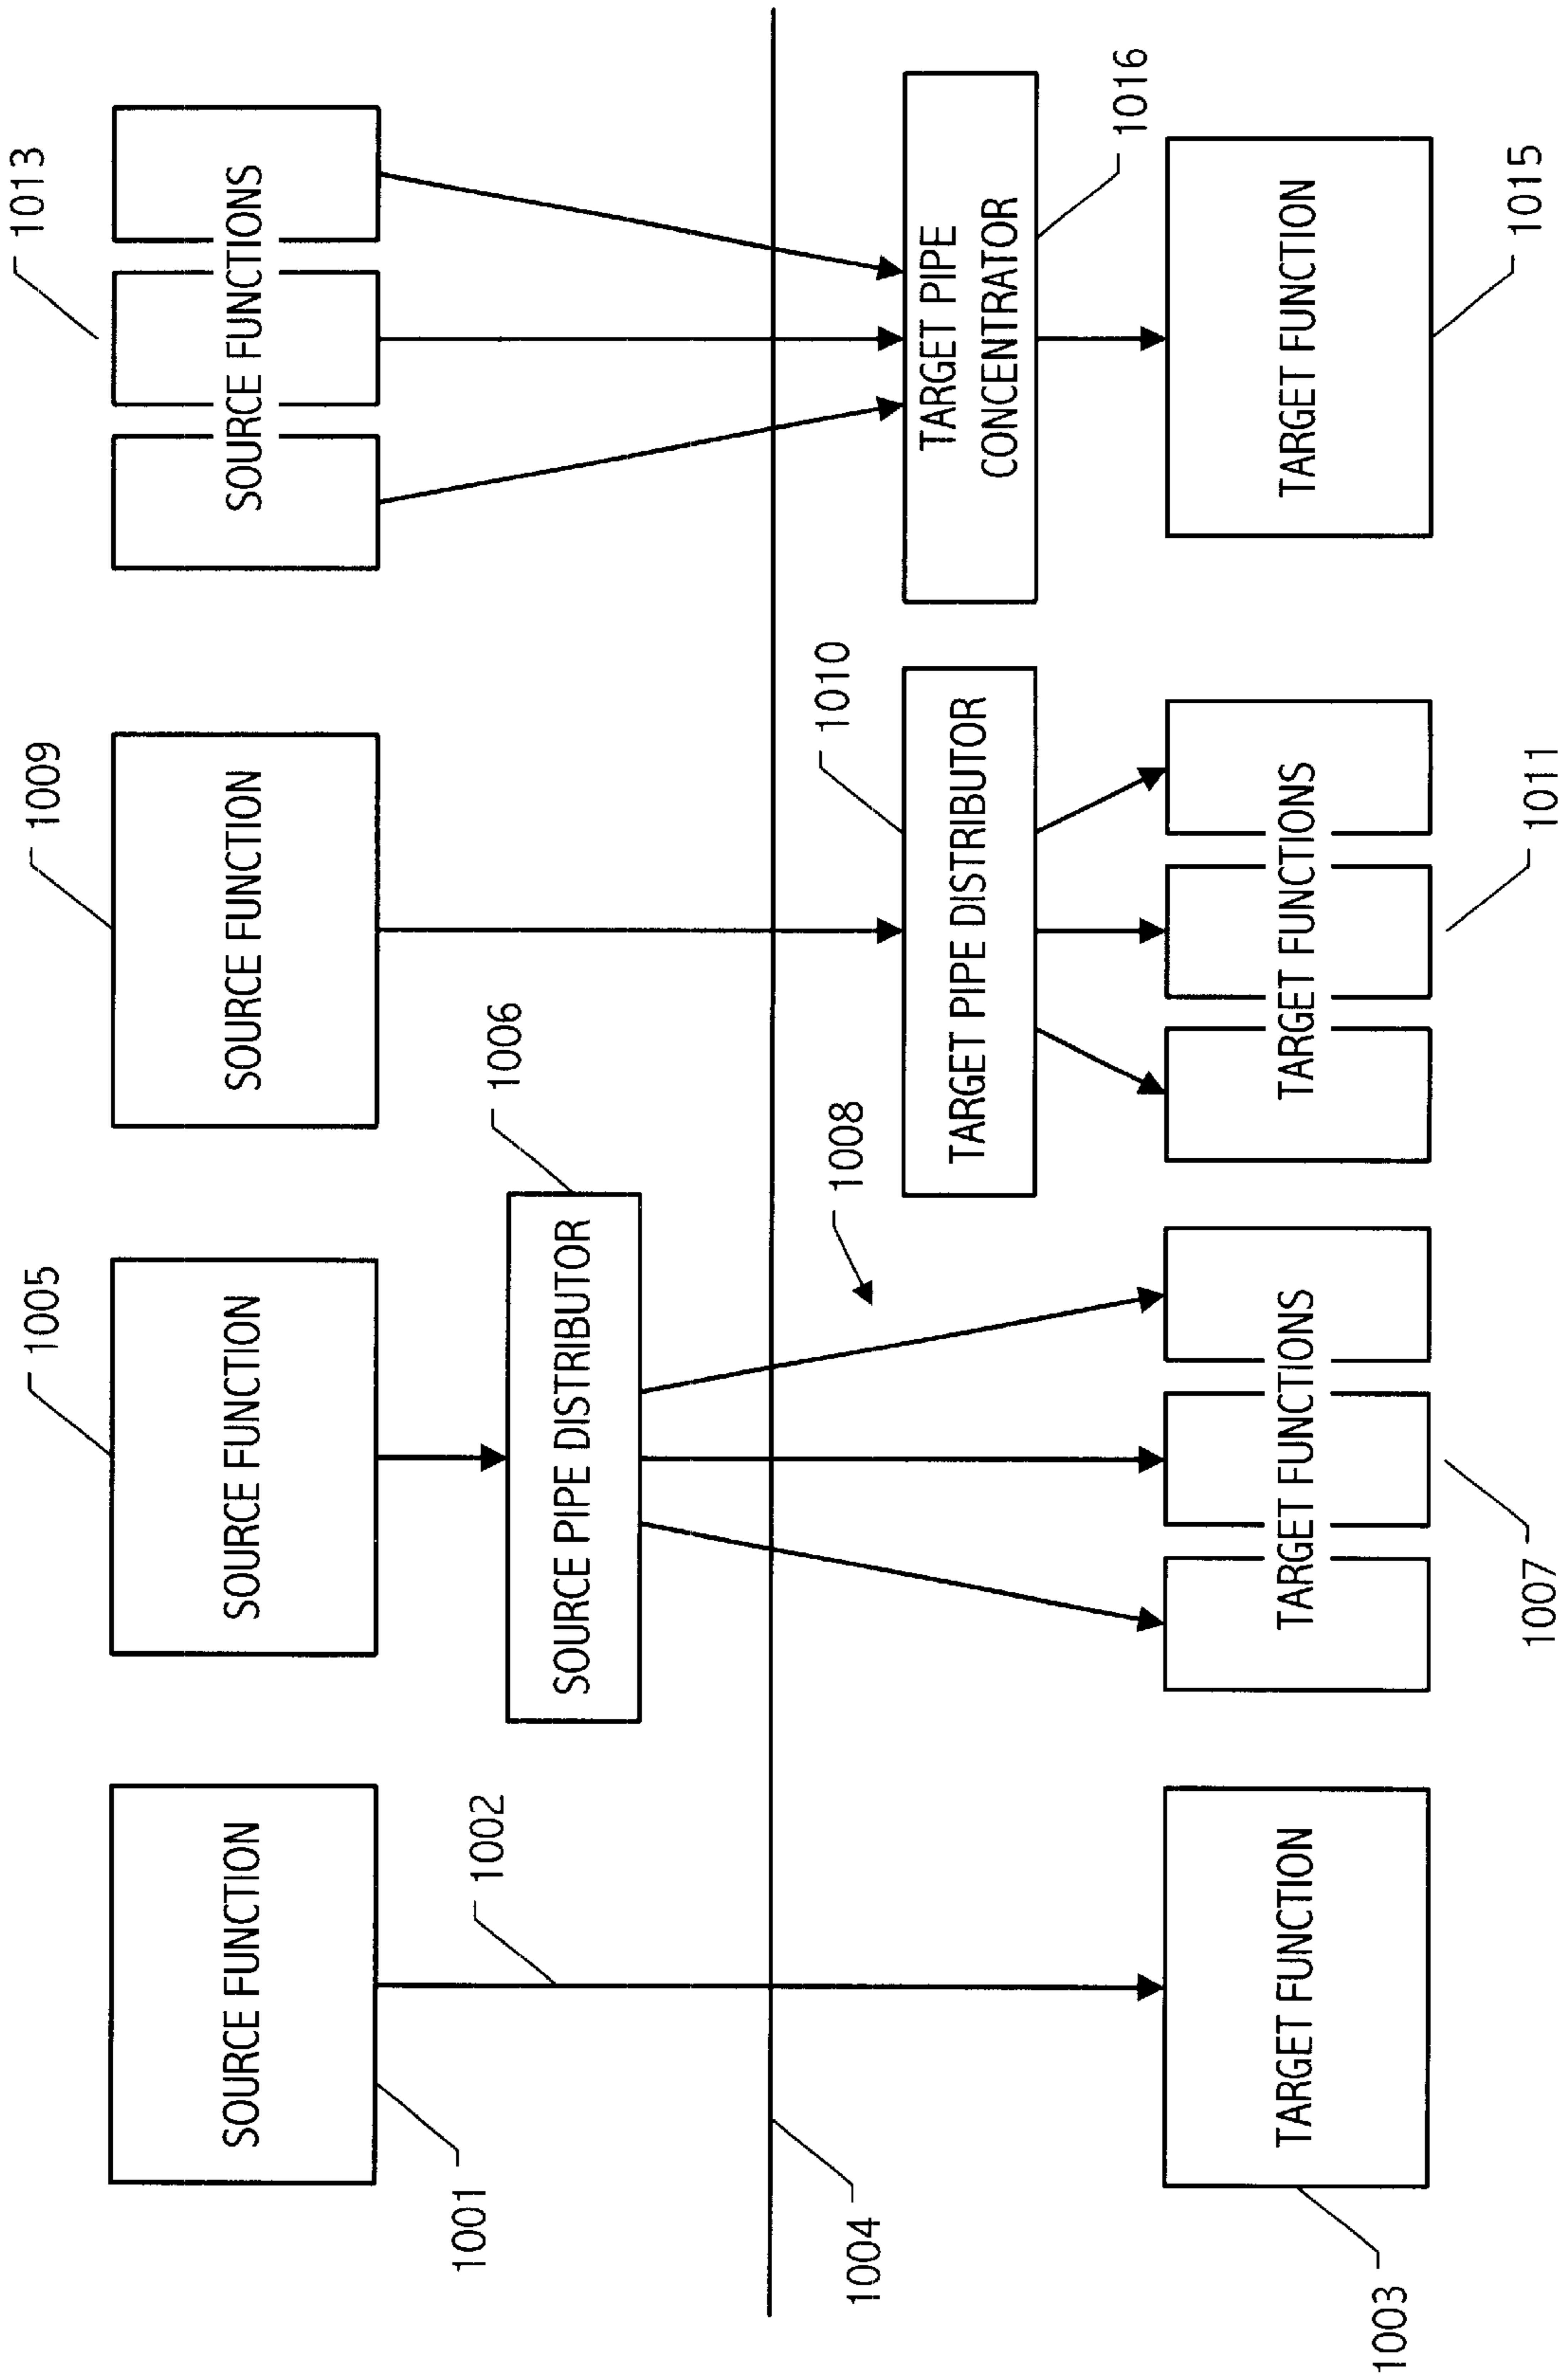 1001
SOURCE FUNCTION
1002
1004
1003
TARGET FUNCTION
1005
SOURCE FUNCTION
1006
SOURCE PIPE DISTRIBUTOR
1008
TARGET FUNCTIONS
1007
1009
SOURCE FUNCTION
1010
TARGET PIPE DISTRIBUTOR
TARGET FUNCTIONS
1011
1013
SOURCE FUNCTIONS
TARGET PIPE
CONCENTRATOR
1016
TARGET FUNCTION
1015